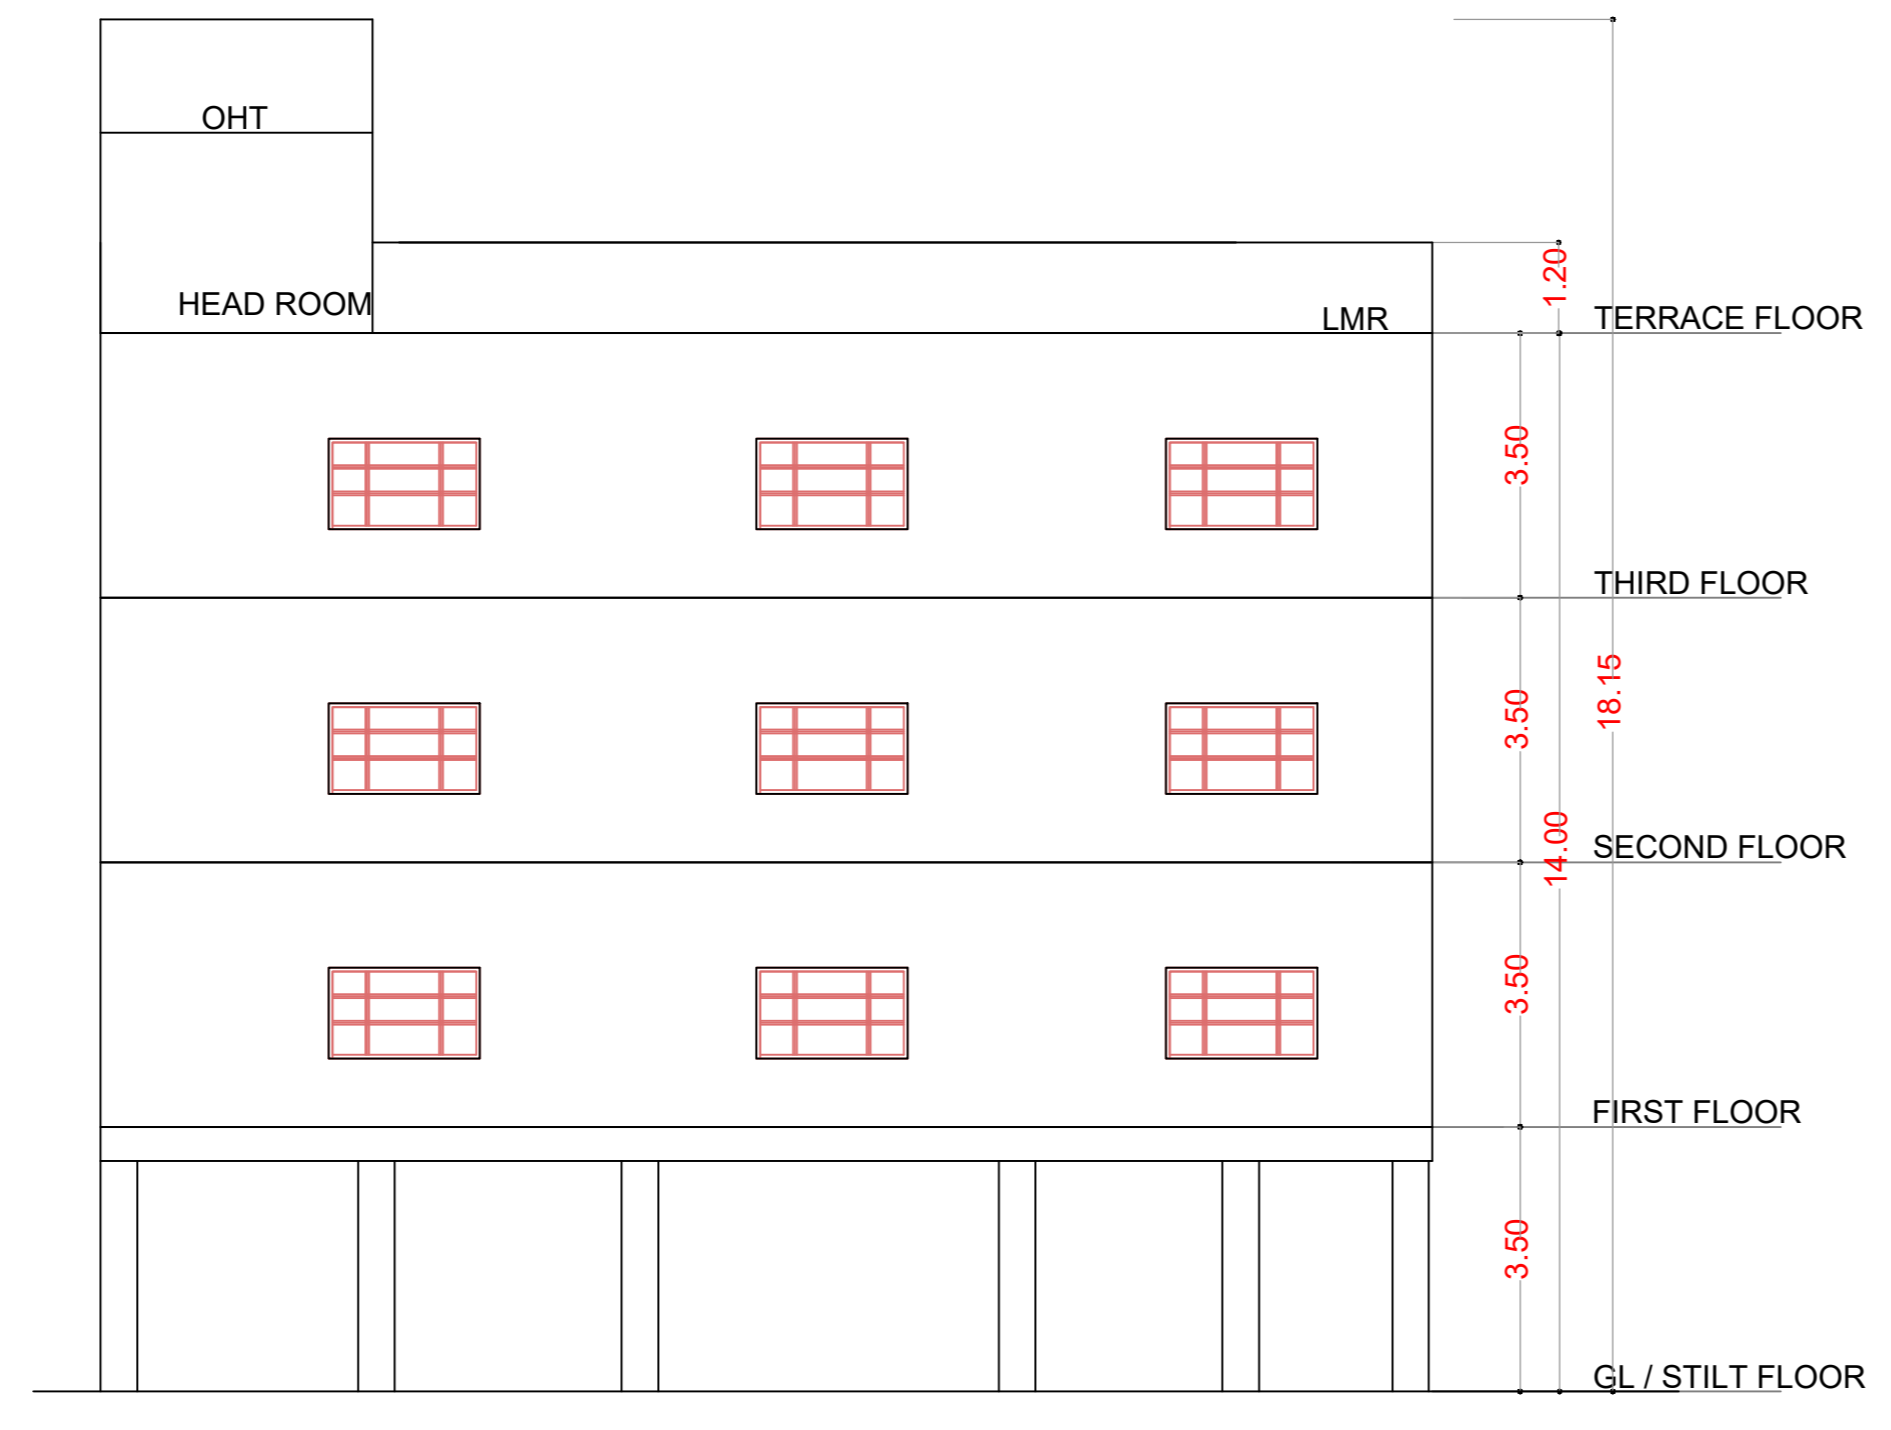 OHT
HEAD ROOM
LMR
1.20
TERRACE FLOOR
3.50
THIRD FLOOR
3.50
18.15
14.00
SECOND FLOOR
3.50
FIRST FLOOR
3.50
GL / STILT FLOOR